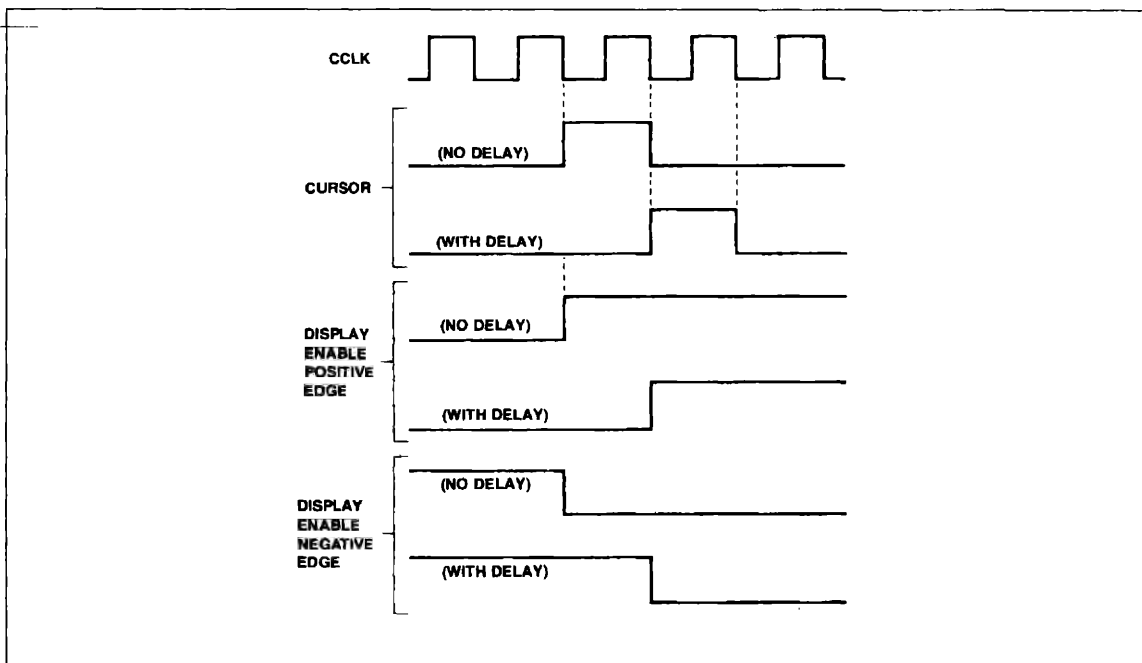 CCLK
(NO DELAY)
CURSOR
(WITH DELAY)
(NO DELAY)
DISPLAY
ENABLE
POSITIVE
EDGE
(WITH DELAY)
(NO DELAY)
DISPLAY
ENABLE
NEGATIVE
EDGE
(WITH DELAY)